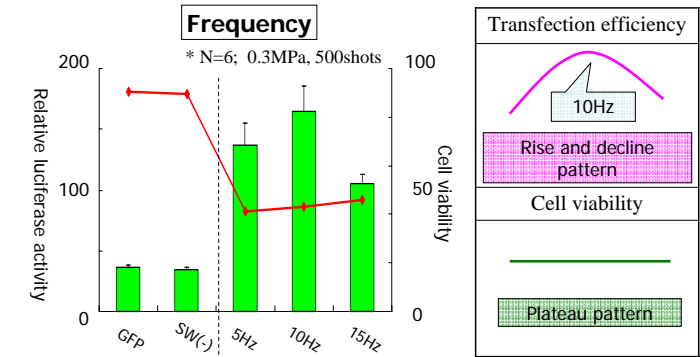 Frequency
* N=6; 0.3MPa, 500shots
200
100
0
Relative luciferase activity
100
50
0
Cell viability
GFP
SW(-)
5Hz
10Hz
15Hz
Transfection efficiency
10Hz
Rise and decline
pattern
Cell viability
Plateau pattern